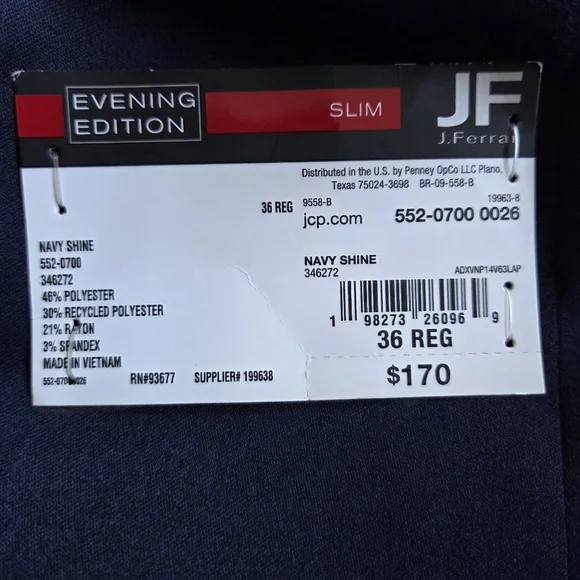 EVENING
EDITION
SLIM
JF
J.Ferrar
Distributed in the U.S. by Penney OpCo LLC Plano,
Texas 75024-3698 BR-09-558-B
36 REG 9558-B 19963-8
jcp.com 552-0700 0026
NAVY SHINE
552-0700
346272
46% POLYESTER
30% RECYCLED POLYESTER
21% RAYON
3% SPANDEX
MADE IN VIETNAM
552-0700 0026 RN#93677 SUPPLIER# 199638
NAVY SHINE
346272 ADXVNP14V63LAP
1 98273 26096 9
36 REG
$170